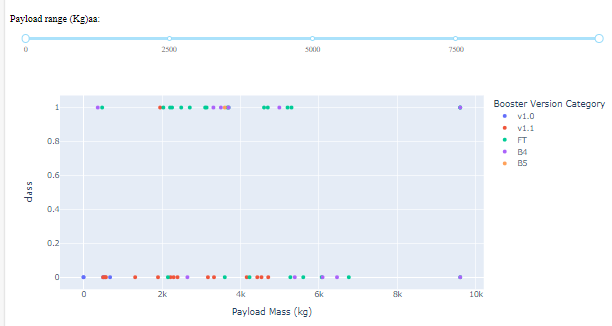 Payload range (Kg)aa:
0 2500 5000 7500
Booster Version Category
v1.0
v1.1
FT
B4
B5
class
1
0.8
0.6
0.4
0.2
0
0 2k 4k 6k 8k 10k
Payload Mass (kg)